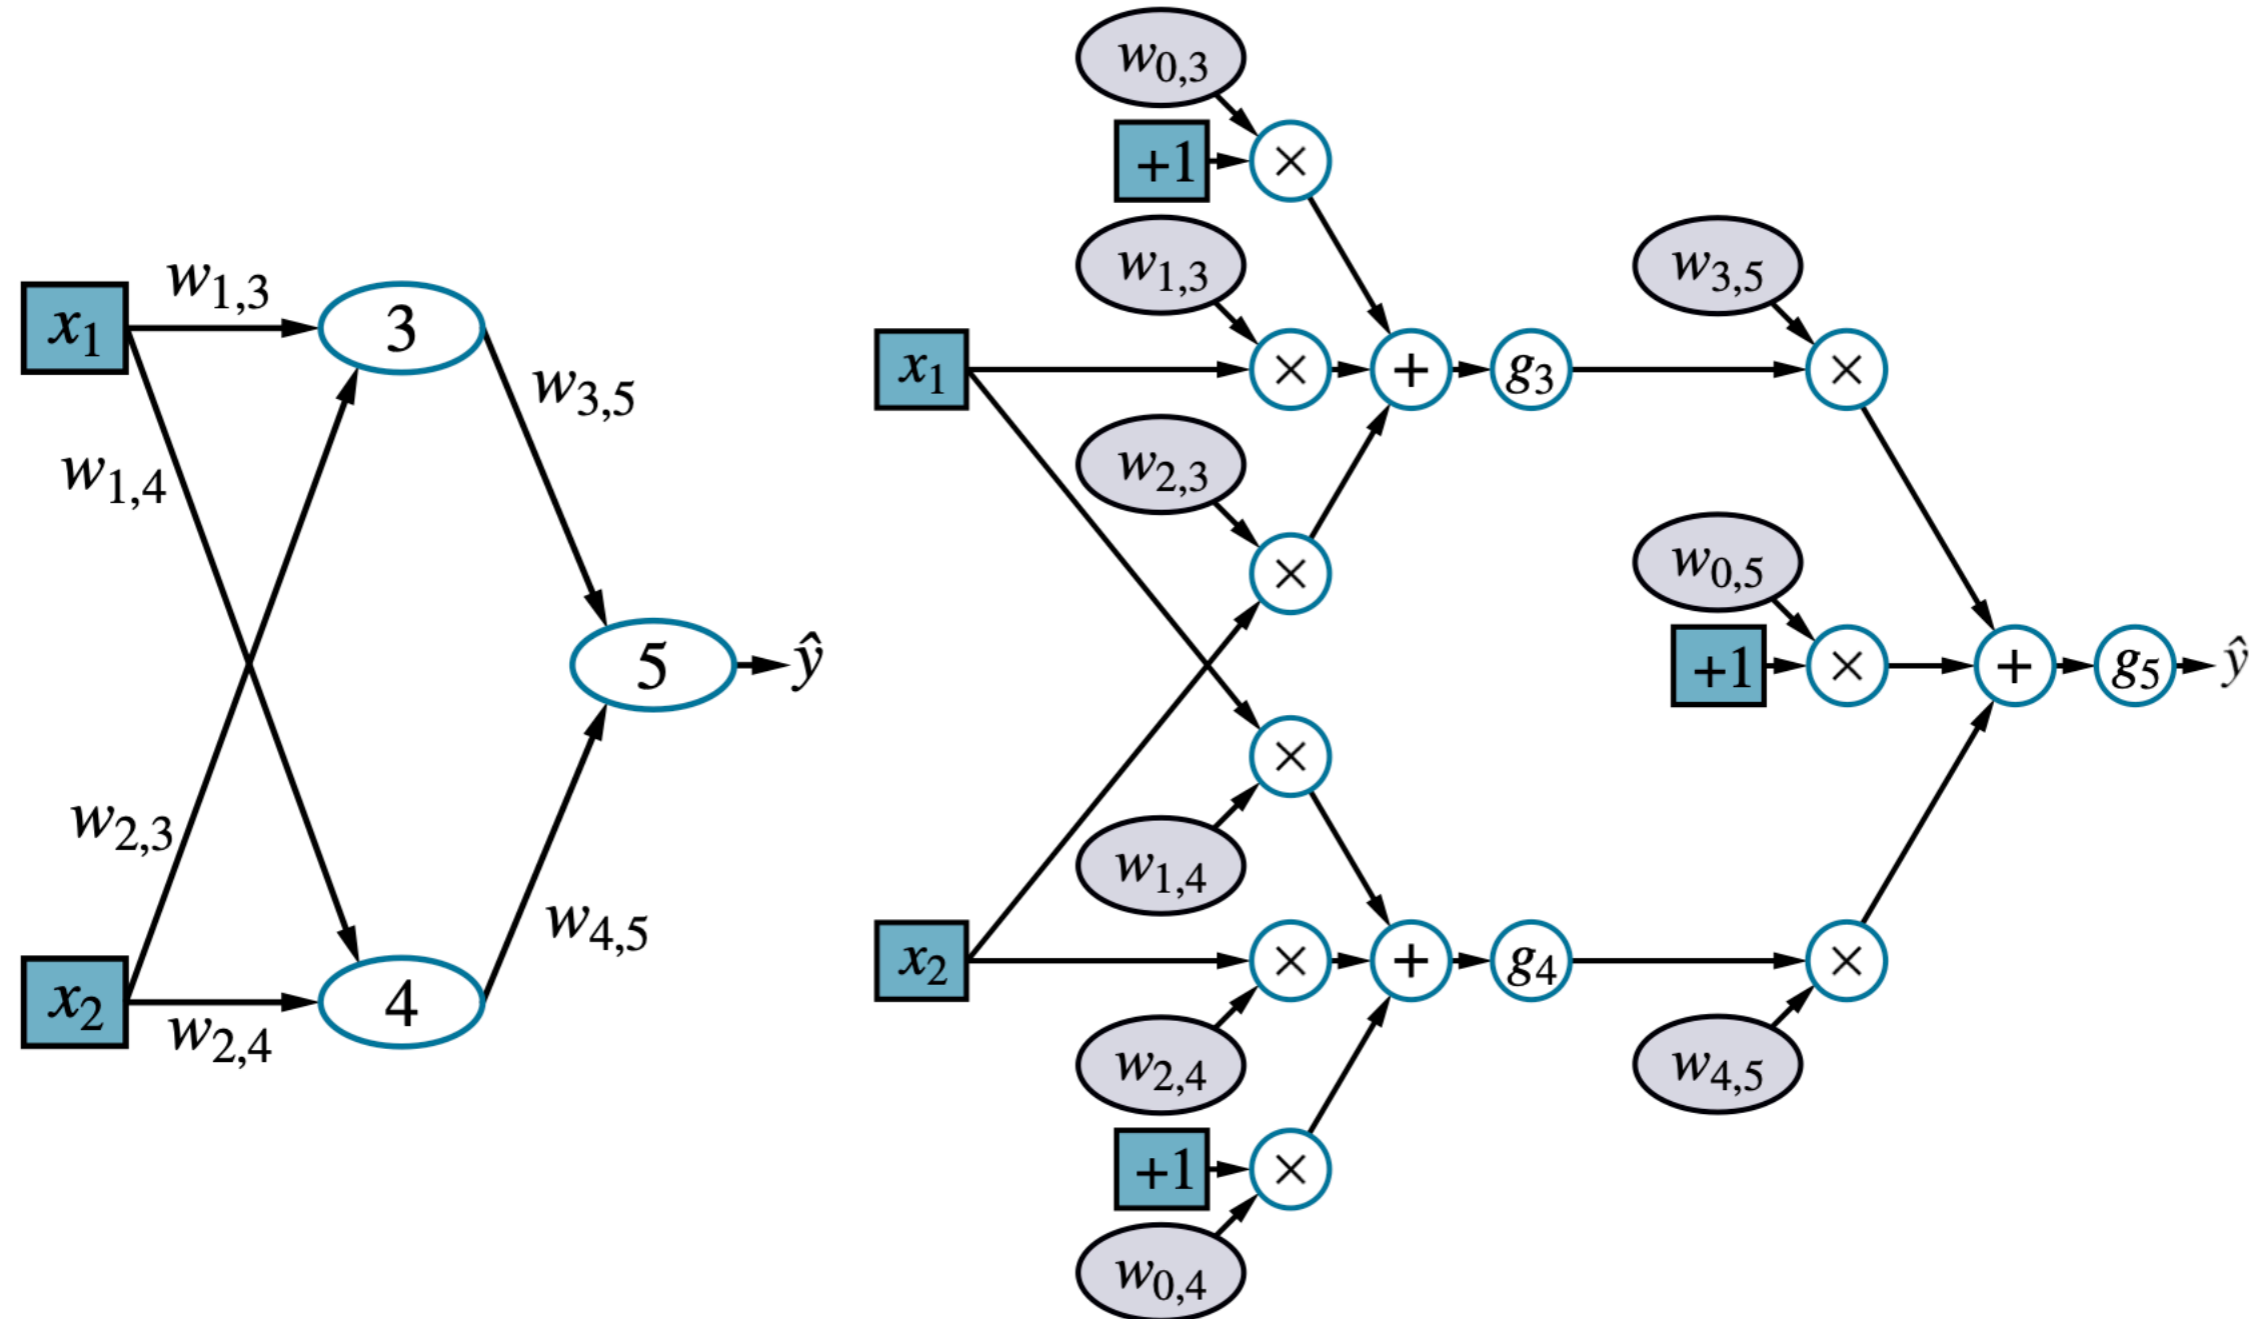 x₁
w₁,₃
3
w₃,₅
w₁,₄
5
ŷ
w₂,₃
w₄,₅
x₂
w₂,₄
4
w₀,₃
+1 ×
w₁,₃
w₃,₅
x₁ × + g₃ ×
w₂,₃
×
w₀,₅
+1 × + g₅ ŷ
×
w₁,₄
x₂ × + g₄ ×
w₂,₄
w₄,₅
+1 ×
w₀,₄